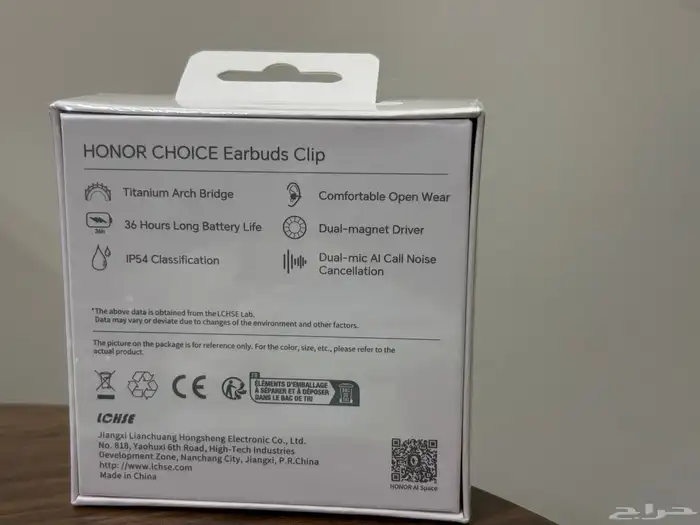 HONOR CHOICE Earbuds Clip
Titanium Arch Bridge
Comfortable Open Wear
36h
36 Hours Long Battery Life
Dual-magnet Driver
IP54 Classification
Dual-mic AI Call Noise
Cancellation
*The above data is obtained from the LCHSE Lab.
Data may vary or deviate due to changes of the environment and other factors.
The picture on the package is for reference only. For the color, size, etc., please refer to the
actual product.
CE
FR
ÉLÉMENTS D'EMBALLAGE
À SÉPARER ET À DÉPOSER
DANS LE BAC DE TRI
LCHSE
Jiangxi Lianchuang Hongsheng Electronic Co., Ltd.
No. 818, Yaohuxi 6th Road, High-Tech Industries
Development Zone, Nanchang City, Jiangxi, P.R.China
http: //www.lchse.com
Made in China
HONOR AI Space
حراج